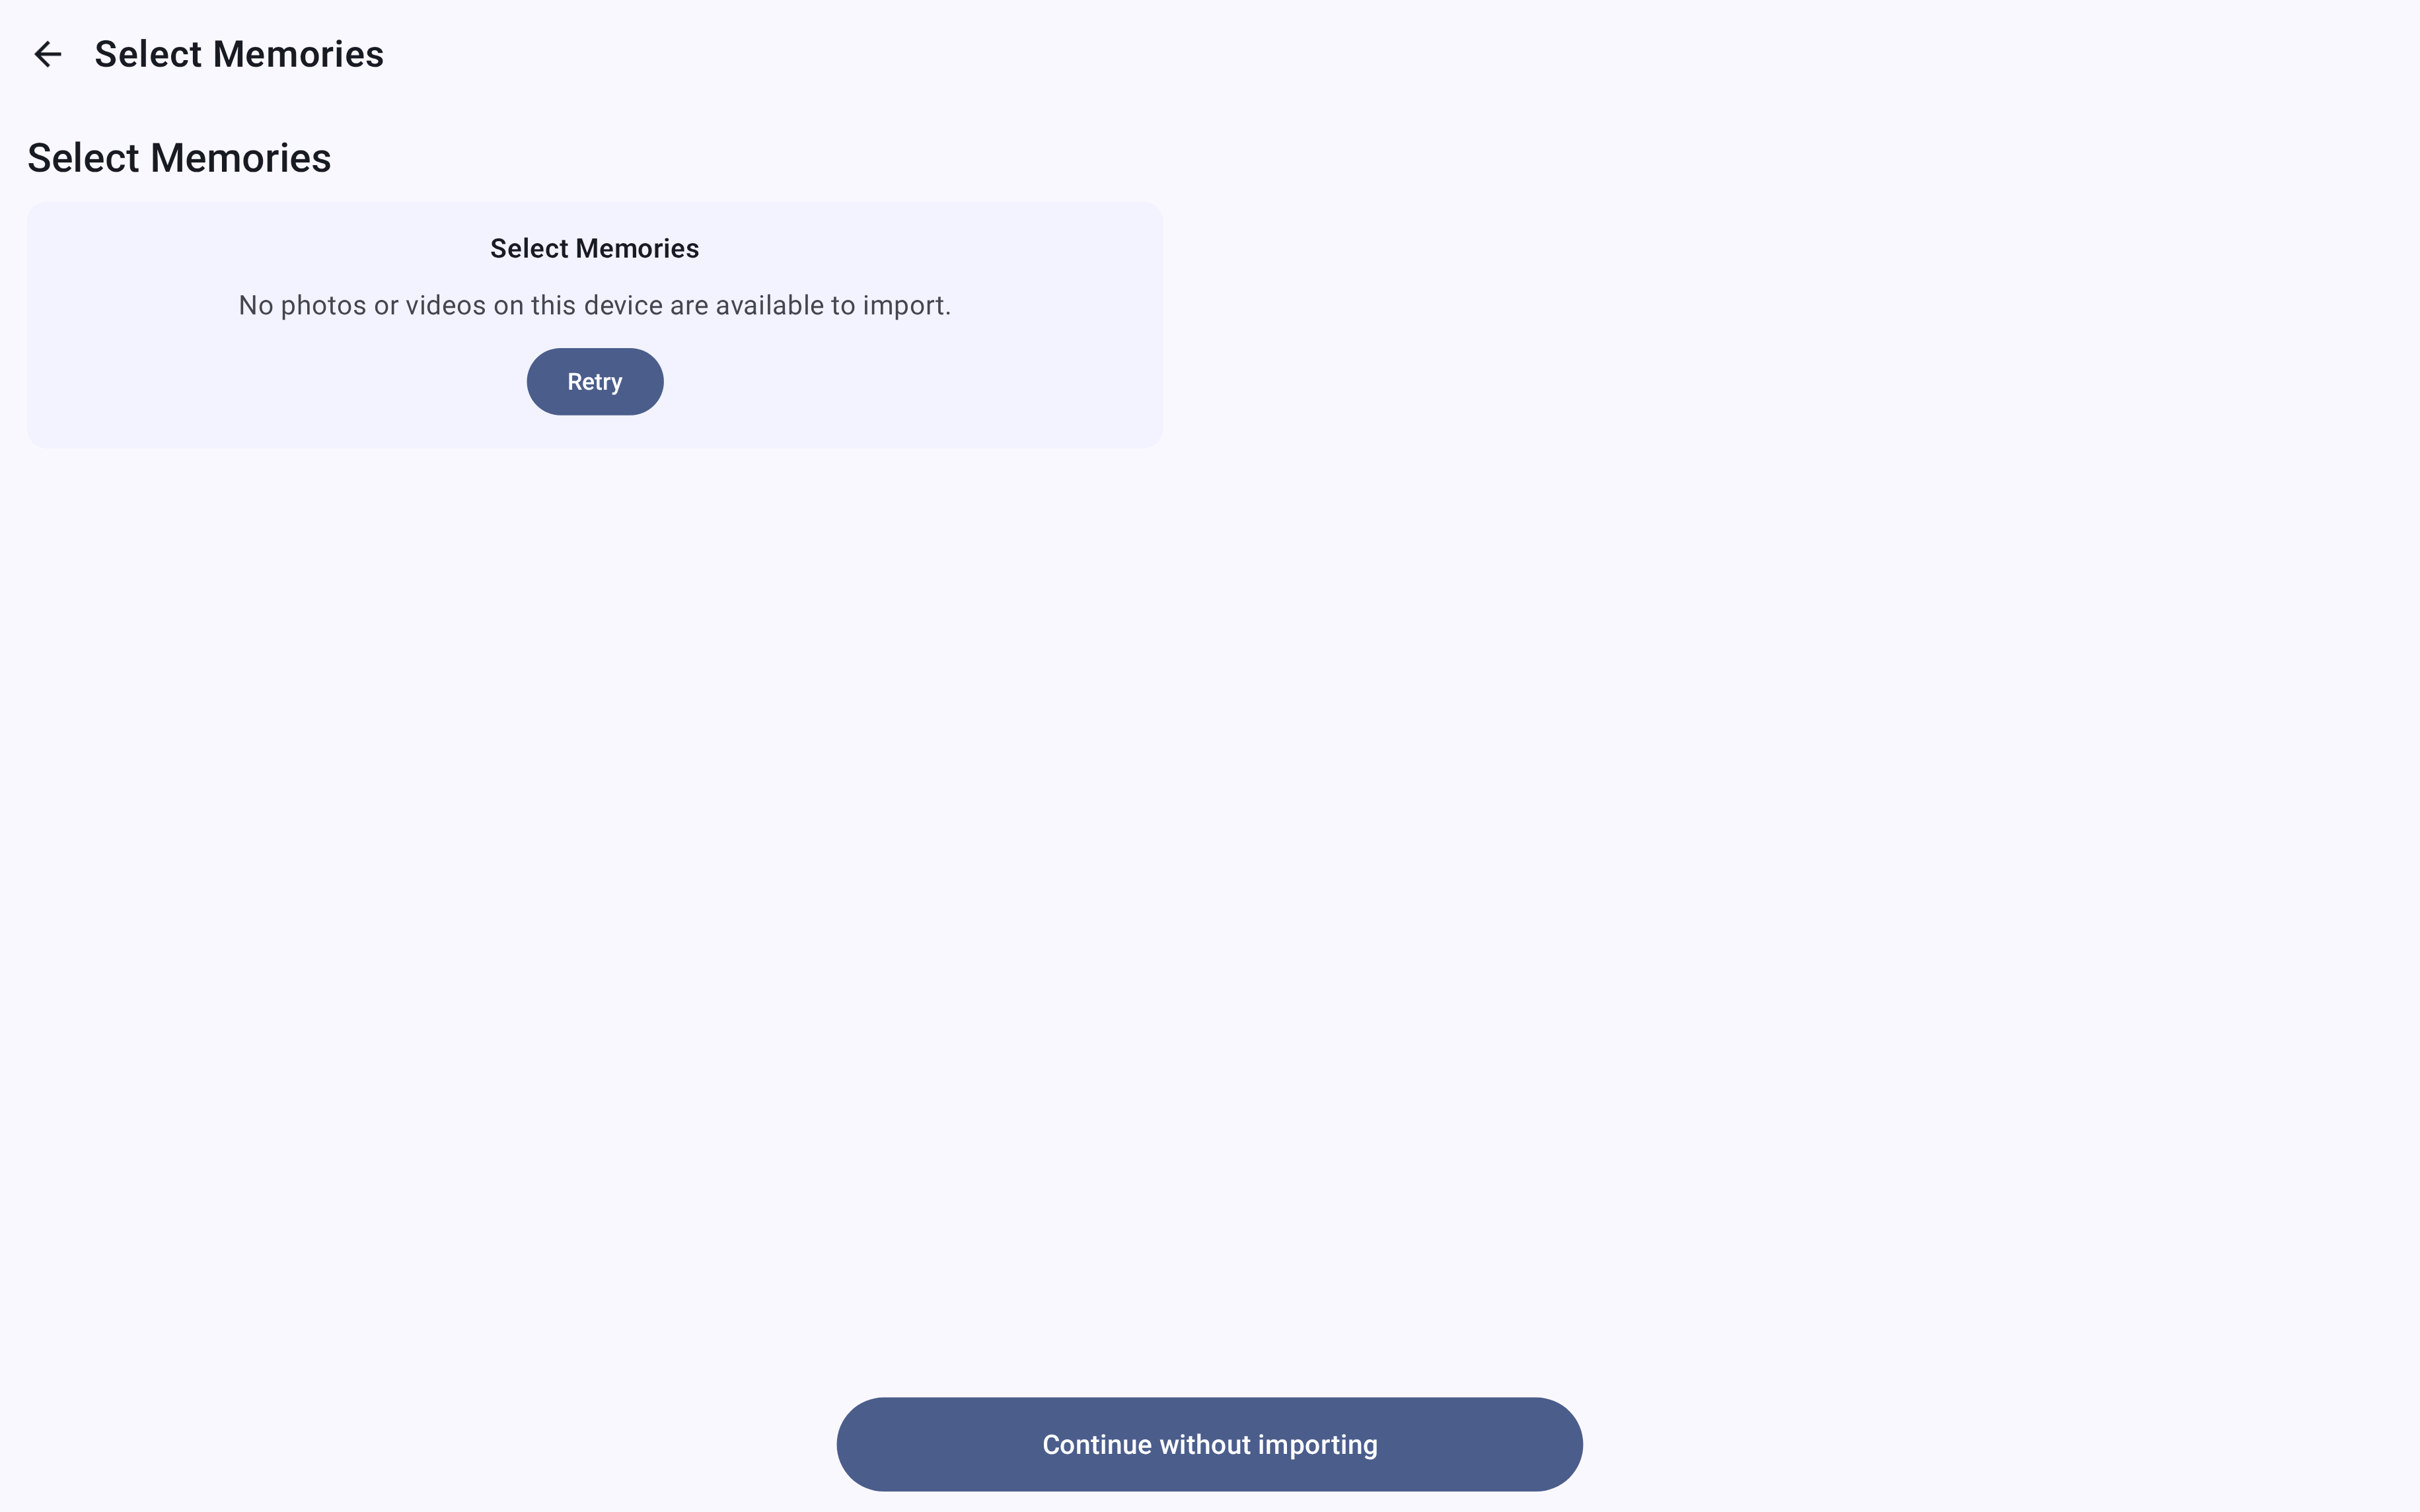 Select Memories
Select Memories
Select Memories
No photos or videos on this device are available to import.
Retry
Continue without importing